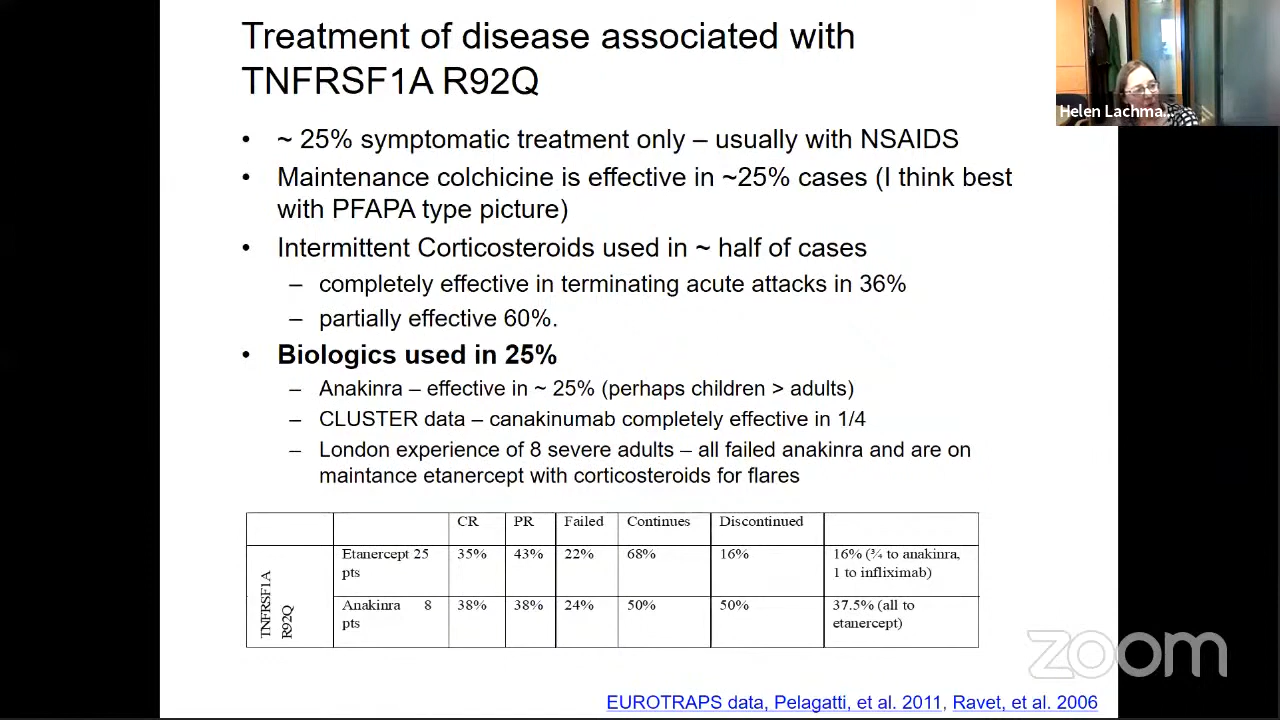 Treatment of disease associated with
TNFRSF1A R92Q
Helen Lachma...
• ~ 25% symptomatic treatment only – usually with NSAIDS
• Maintenance colchicine is effective in ~25% cases (I think best
with PFAPA type picture)
• Intermittent Corticosteroids used in ~ half of cases
– completely effective in terminating acute attacks in 36%
– partially effective 60%.
• Biologics used in 25%
– Anakinra – effective in ~ 25% (perhaps children > adults)
– CLUSTER data – canakinumab completely effective in 1/4
– London experience of 8 severe adults – all failed anakinra and are on
maintance etanercept with corticosteroids for flares
CR PR Failed Continues Discontinued
TNFRSF1A
R92Q
Etanercept 25 35% 43% 22% 68% 16% 16% (¾ to anakinra,
pts 1 to infliximab)
Anakinra 8 38% 38% 24% 50% 50% 37.5% (all to
pts etanercept)
zoom
EUROTRAPS data, Pelagatti, et al. 2011, Ravet, et al. 2006